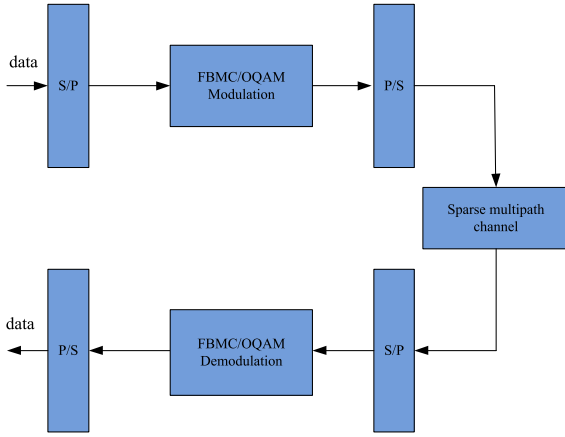 data
S/P
FBMC/OQAM
Modulation
P/S
Sparse multipath
channel
data
P/S
FBMC/OQAM
Demodulation
S/P